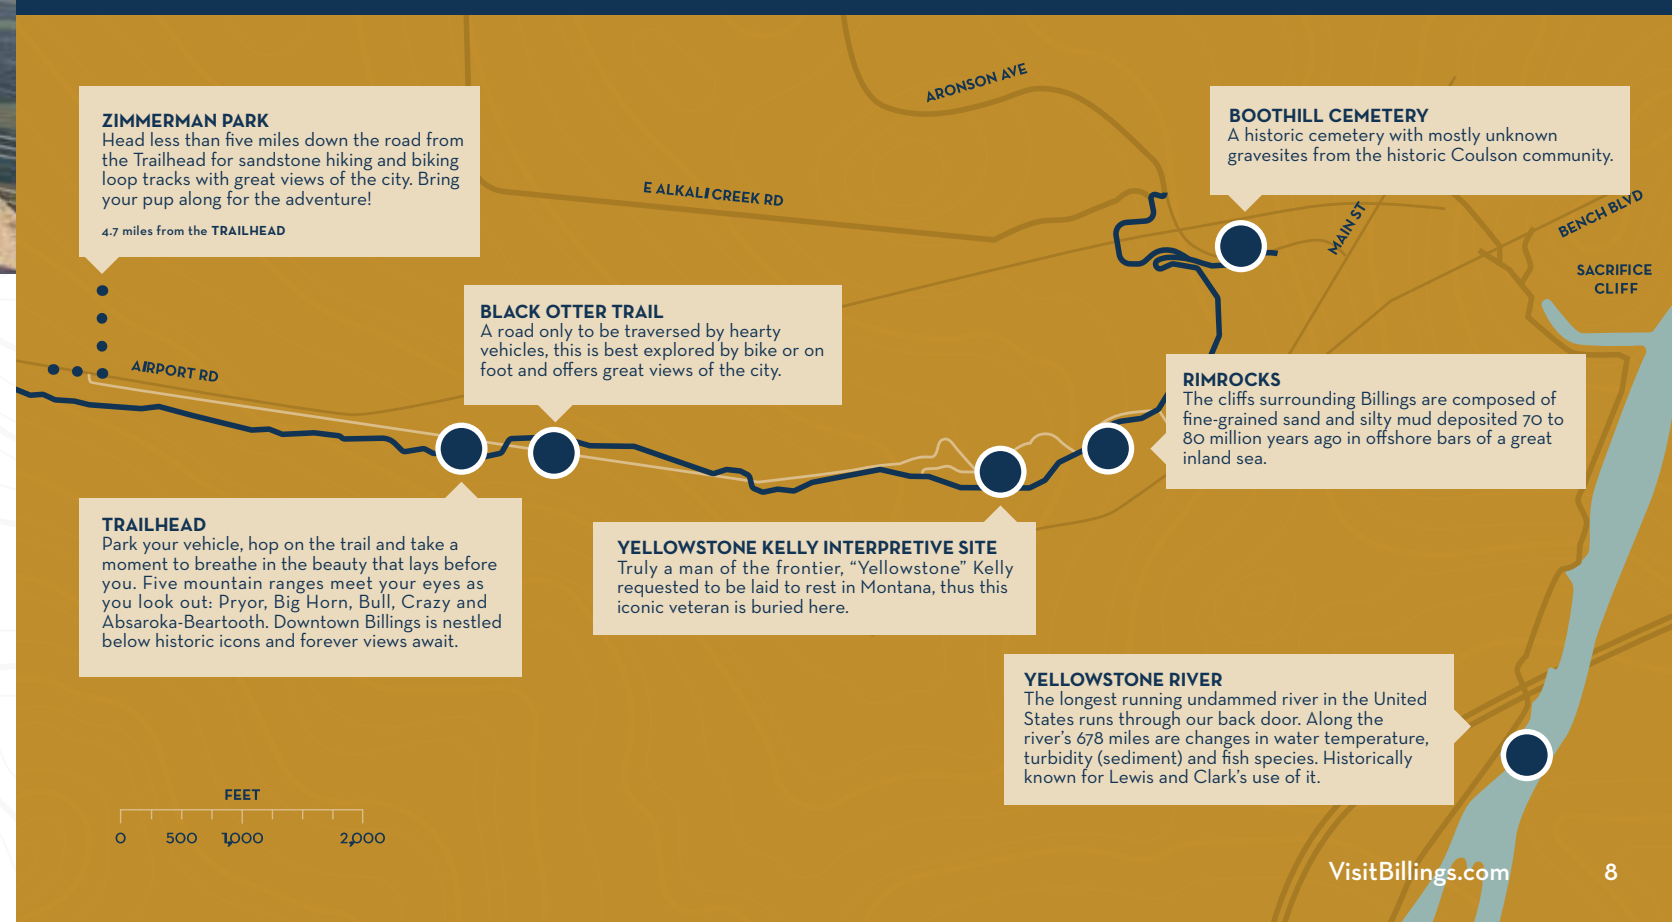 ARONSON AVE
ZIMMERMAN PARK
Head less than five miles down the road from
the Trailhead for sandstone hiking and biking
loop tracks with great views of the city. Bring
your pup along for the adventure!
4.7 miles from the TRAILHEAD
BOOTHILL CEMETERY
A historic cemetery with mostly unknown
gravesites from the historic Coulson community.
E ALKALI CREEK RD
MAIN ST
BENCH BLVD
SACRIFICE
CLIFF
BLACK OTTER TRAIL
A road only to be traversed by hearty
vehicles, this is best explored by bike or on
foot and offers great views of the city.
AIRPORT RD
RIMROCKS
The cliffs surrounding Billings are composed of
fine-grained sand and silty mud deposited 70 to
80 million years ago in offshore bars of a great
inland sea.
TRAILHEAD
Park your vehicle, hop on the trail and take a
moment to breathe in the beauty that lays before
you. Five mountain ranges meet your eyes as
you look out: Pryor, Big Horn, Bull, Crazy and
Absaroka-Beartooth. Downtown Billings is nestled
below historic icons and forever views await.
YELLOWSTONE KELLY INTERPRETIVE SITE
Truly a man of the frontier, “Yellowstone” Kelly
requested to be laid to rest in Montana, thus this
iconic veteran is buried here.
YELLOWSTONE RIVER
The longest running undammed river in the United
States runs through our back door. Along the
river’s 678 miles are changes in water temperature,
turbidity (sediment) and fish species. Historically
known for Lewis and Clark’s use of it.
FEET
0 500 1,000 2,000
VisitBillings.com 8